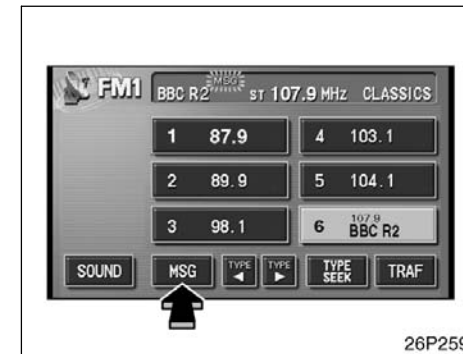 MSG
FM1 BBC R2 ST 107.9 MHz CLASSICS
1 87.9 4 103.1
2 89.9 5 104.1
107.9
3 98.1 6 BBC R2
TYPE TYPE TYPE
SOUND MSG ◀ ▶ SEEK TRAF
26P259